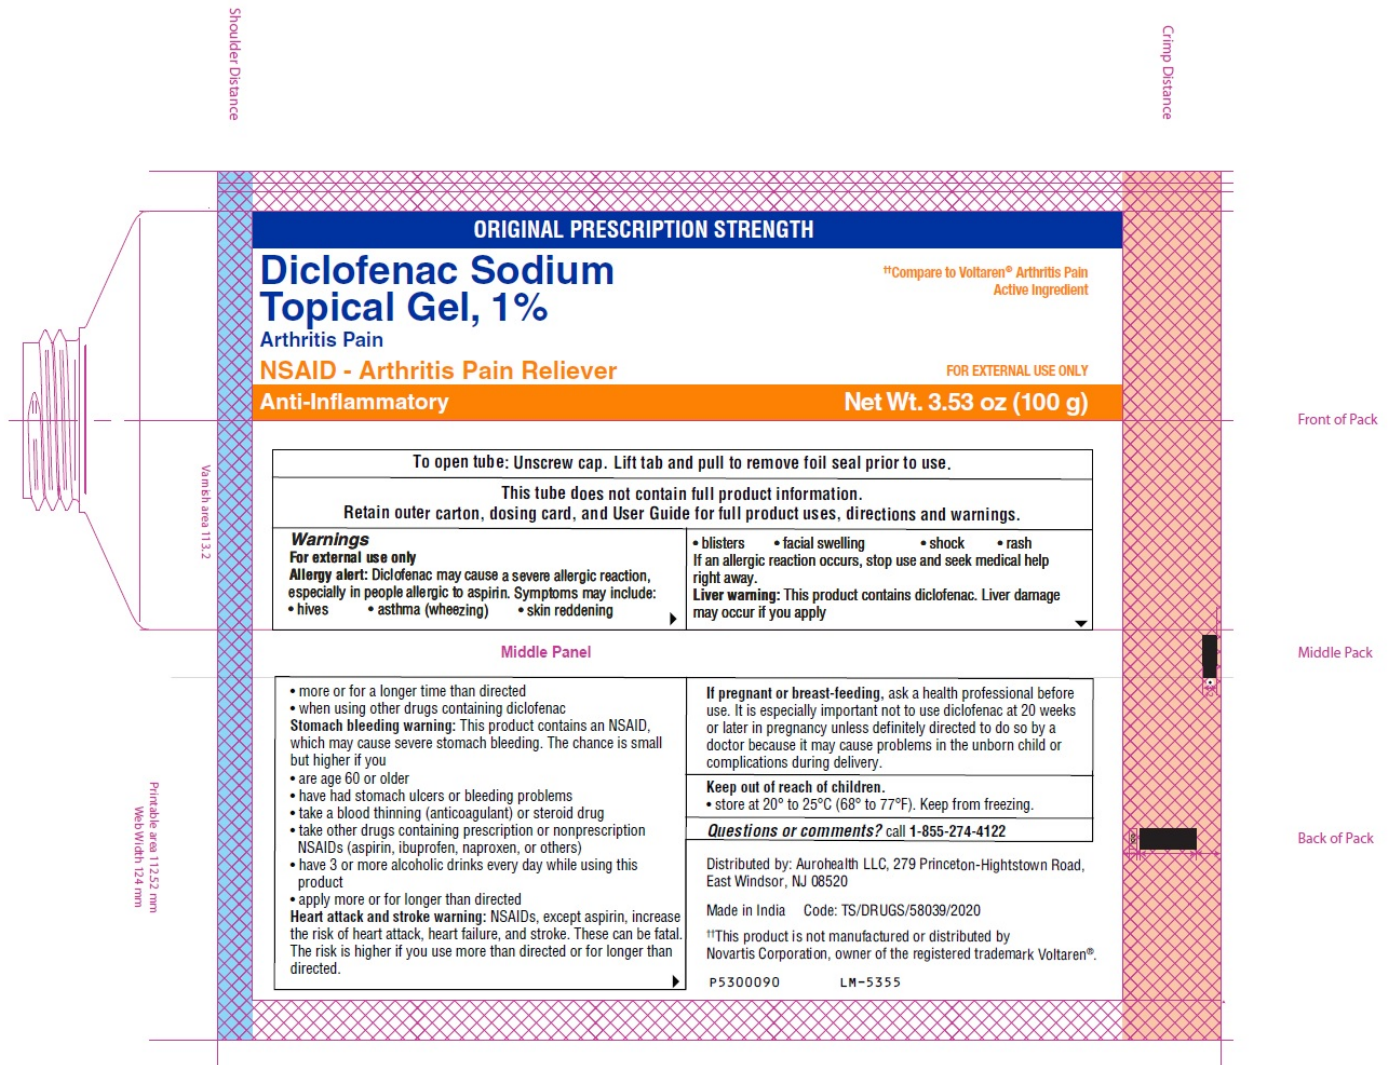 Shoulder Distance
Crimp Distance
ORIGINAL PRESCRIPTION STRENGTH
Diclofenac Sodium
Topical Gel, 1%
Arthritis Pain
††Compare to Voltaren® Arthritis Pain
Active Ingredient
NSAID - Arthritis Pain Reliever
FOR EXTERNAL USE ONLY
Anti-Inflammatory
Net Wt. 3.53 oz (100 g)
Front of Pack
Varnish area 113.2
To open tube: Unscrew cap. Lift tab and pull to remove foil seal prior to use.
This tube does not contain full product information.
Retain outer carton, dosing card, and User Guide for full product uses, directions and warnings.
Warnings
For external use only
Allergy alert: Diclofenac may cause a severe allergic reaction,
especially in people allergic to aspirin. Symptoms may include:
• hives • asthma (wheezing) • skin reddening
• blisters • facial swelling • shock • rash
If an allergic reaction occurs, stop use and seek medical help
right away.
Liver warning: This product contains diclofenac. Liver damage
may occur if you apply
Middle Panel
Middle Pack
• more or for a longer time than directed
• when using other drugs containing diclofenac
Stomach bleeding warning: This product contains an NSAID,
which may cause severe stomach bleeding. The chance is small
but higher if you
• are age 60 or older
• have had stomach ulcers or bleeding problems
• take a blood thinning (anticoagulant) or steroid drug
• take other drugs containing prescription or nonprescription
NSAIDs (aspirin, ibuprofen, naproxen, or others)
• have 3 or more alcoholic drinks every day while using this
product
• apply more or for longer than directed
Heart attack and stroke warning: NSAIDs, except aspirin, increase
the risk of heart attack, heart failure, and stroke. These can be fatal.
The risk is higher if you use more than directed or for longer than
directed.
If pregnant or breast-feeding, ask a health professional before
use. It is especially important not to use diclofenac at 20 weeks
or later in pregnancy unless definitely directed to do so by a
doctor because it may cause problems in the unborn child or
complications during delivery.
Keep out of reach of children.
• store at 20° to 25°C (68° to 77°F). Keep from freezing.
Questions or comments? call 1-855-274-4122
Distributed by: Aurohealth LLC, 279 Princeton-Hightstown Road,
East Windsor, NJ 08520
Made in India Code: TS/DRUGS/58039/2020
††This product is not manufactured or distributed by
Novartis Corporation, owner of the registered trademark Voltaren®.
P5300090 LM-5355
Back of Pack
Printable area 112.52 mm
Web Width 124 mm